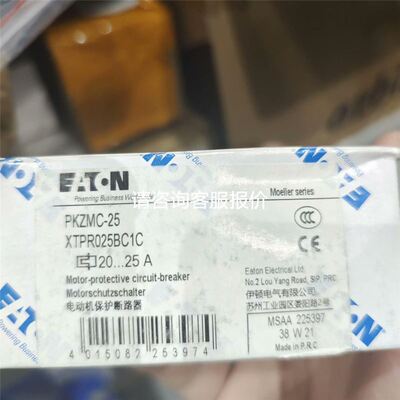 EATON
Powering Business Wo
Moeller series
请咨询客服报价
PKZMC-25
XTPR025BC1C
20...25 A
Motor-protective circuit-breaker
Motorschutzschalter
电动机保护断路器
4 015082 253974
CCC
Eaton Electrical Ltd.
No.2 Lou Yang Road, SIP, PRC
伊顿电气有限公司
苏州工业园区娄阳路2号
MSAA 225397
38 W 21
Made in P.R.C